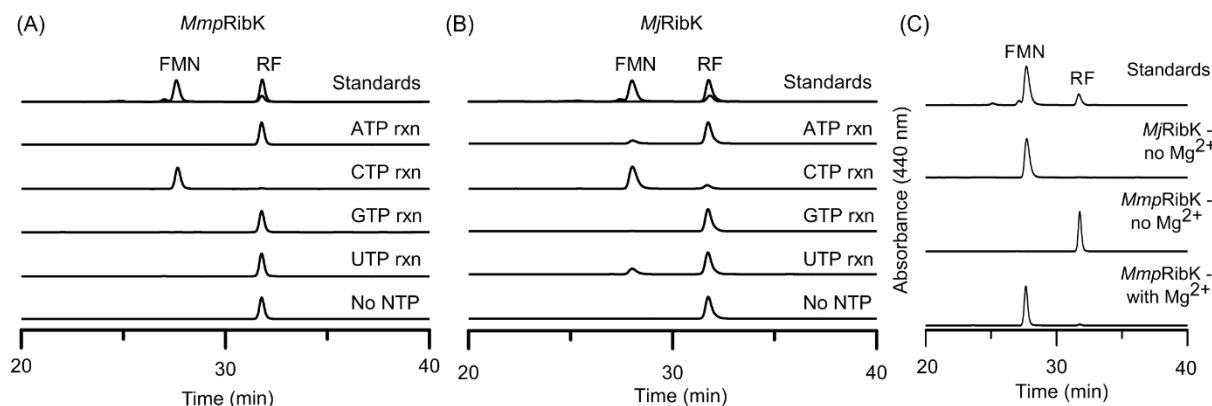 (A)
MmpRibK
FMN
RF
Standards
ATP rxn
CTP rxn
GTP rxn
UTP rxn
No NTP
20
30
40
Time (min)
(B)
MjRibK
FMN
RF
Standards
ATP rxn
CTP rxn
GTP rxn
UTP rxn
No NTP
20
30
40
Time (min)
(C)
Absorbance (440 nm)
FMN
RF
Standards
MjRibK -
no Mg2+
MmpRibK -
no Mg2+
MmpRibK -
with Mg2+
20
30
40
Time (min)